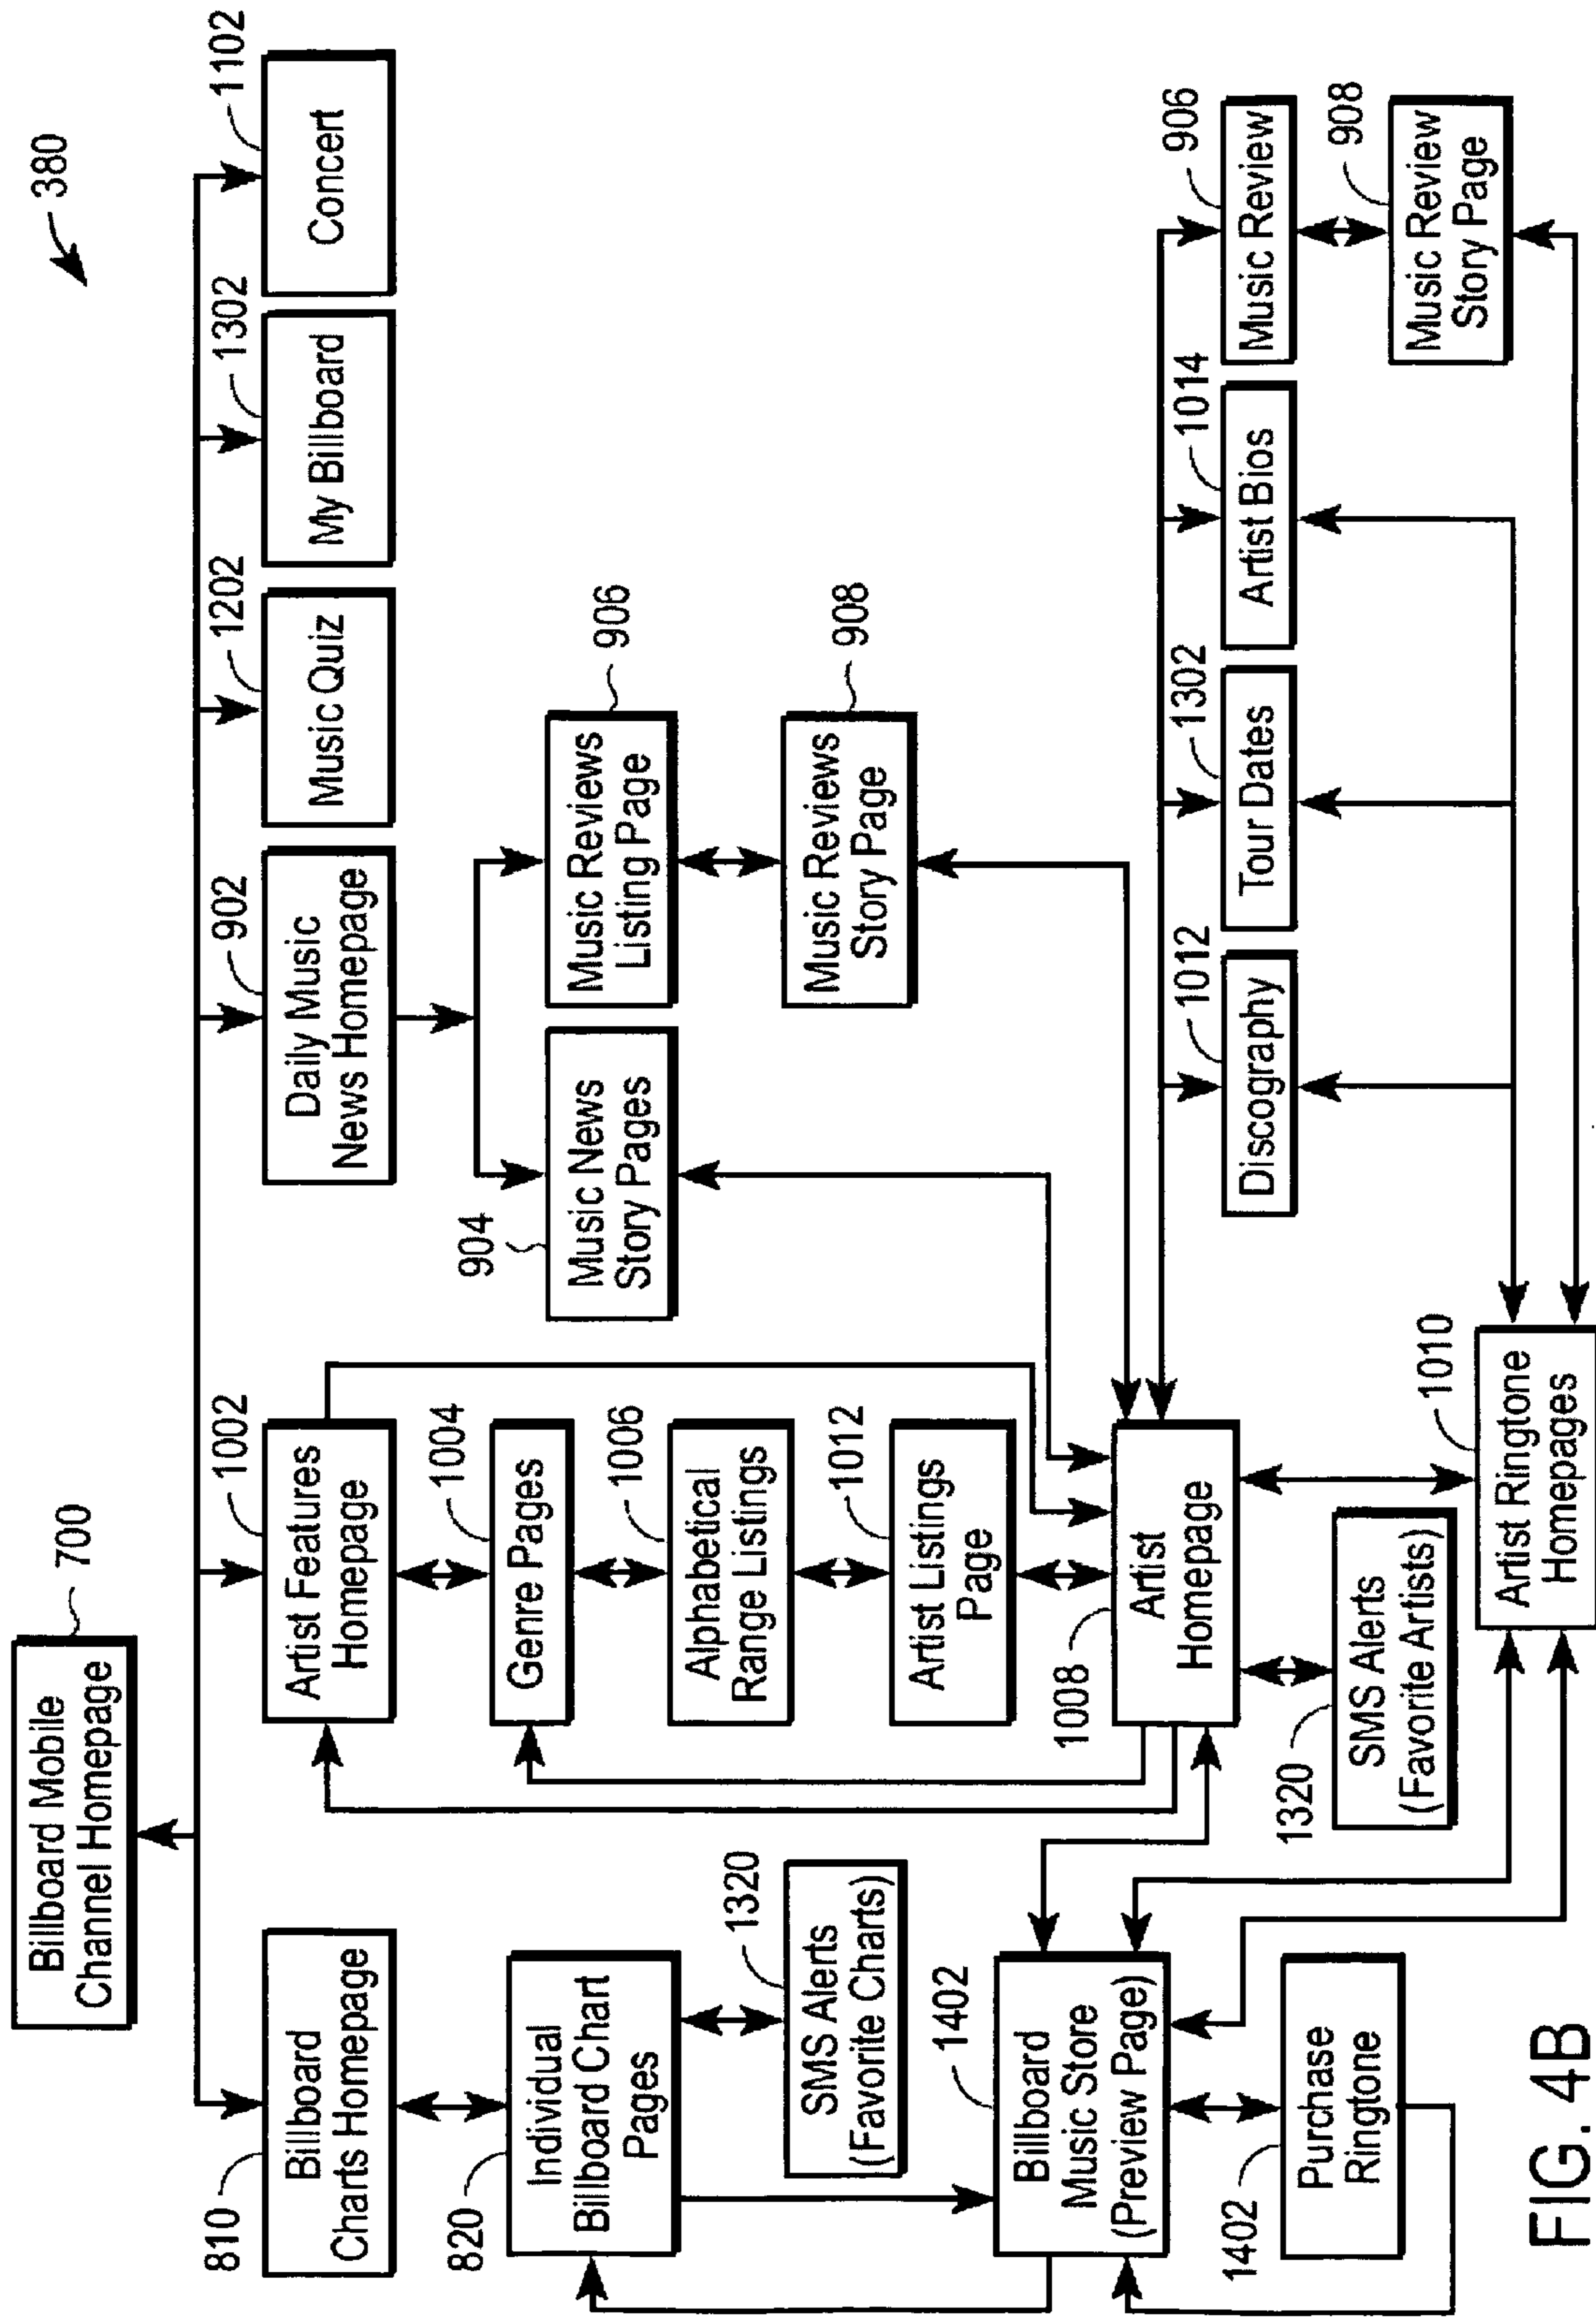 380
Billboard Mobile
Channel Homepage
700
810
Billboard
Charts Homepage
1002
Artist Features
Homepage
902
Daily Music
News Homepage
1202
Music Quiz
1302
My Billboard
1102
Concert
820
Individual
Billboard Chart
Pages
1320
SMS Alerts
(Favorite Charts)
1402
Billboard
Music Store
(Preview Page)
1402
Purchase
Ringtone
1004
Genre Pages
1006
Alphabetical
Range Listings
1012
Artist Listings
Page
1008
Artist
Homepage
1320
SMS Alerts
(Favorite Artists)
1010
Artist Ringtone
Homepages
904
Music News
Story Pages
906
Music Reviews
Listing Page
908
Music Reviews
Story Page
1012
Discography
1302
Tour Dates
1014
Artist Bios
906
Music Review
908
Music Review
Story Page
FIG. 4B